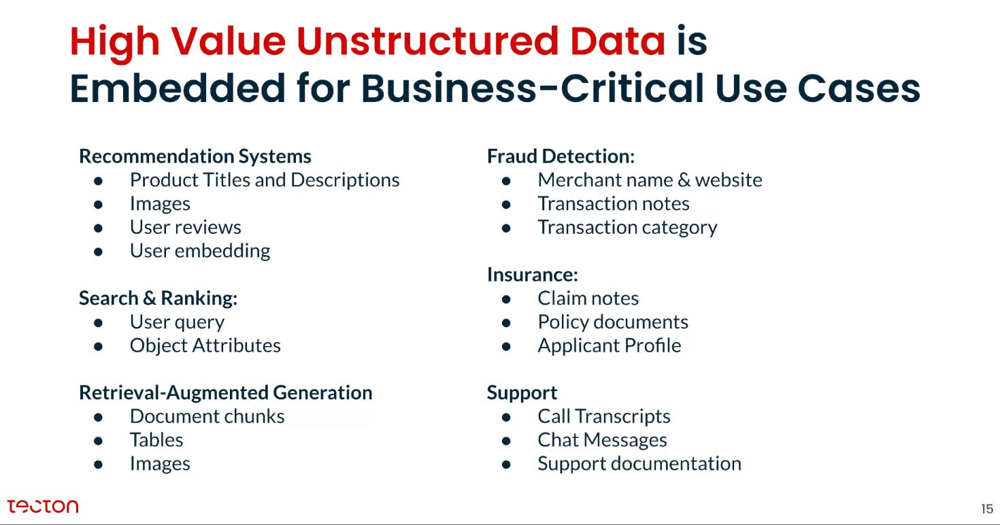 High Value Unstructured Data is
Embedded for Business-Critical Use Cases
Recommendation Systems
● Product Titles and Descriptions
● Images
● User reviews
● User embedding
Search & Ranking:
● User query
● Object Attributes
Retrieval-Augmented Generation
● Document chunks
● Tables
● Images
Fraud Detection:
● Merchant name & website
● Transaction notes
● Transaction category
Insurance:
● Claim notes
● Policy documents
● Applicant Profile
Support
● Call Transcripts
● Chat Messages
● Support documentation
tecton
15